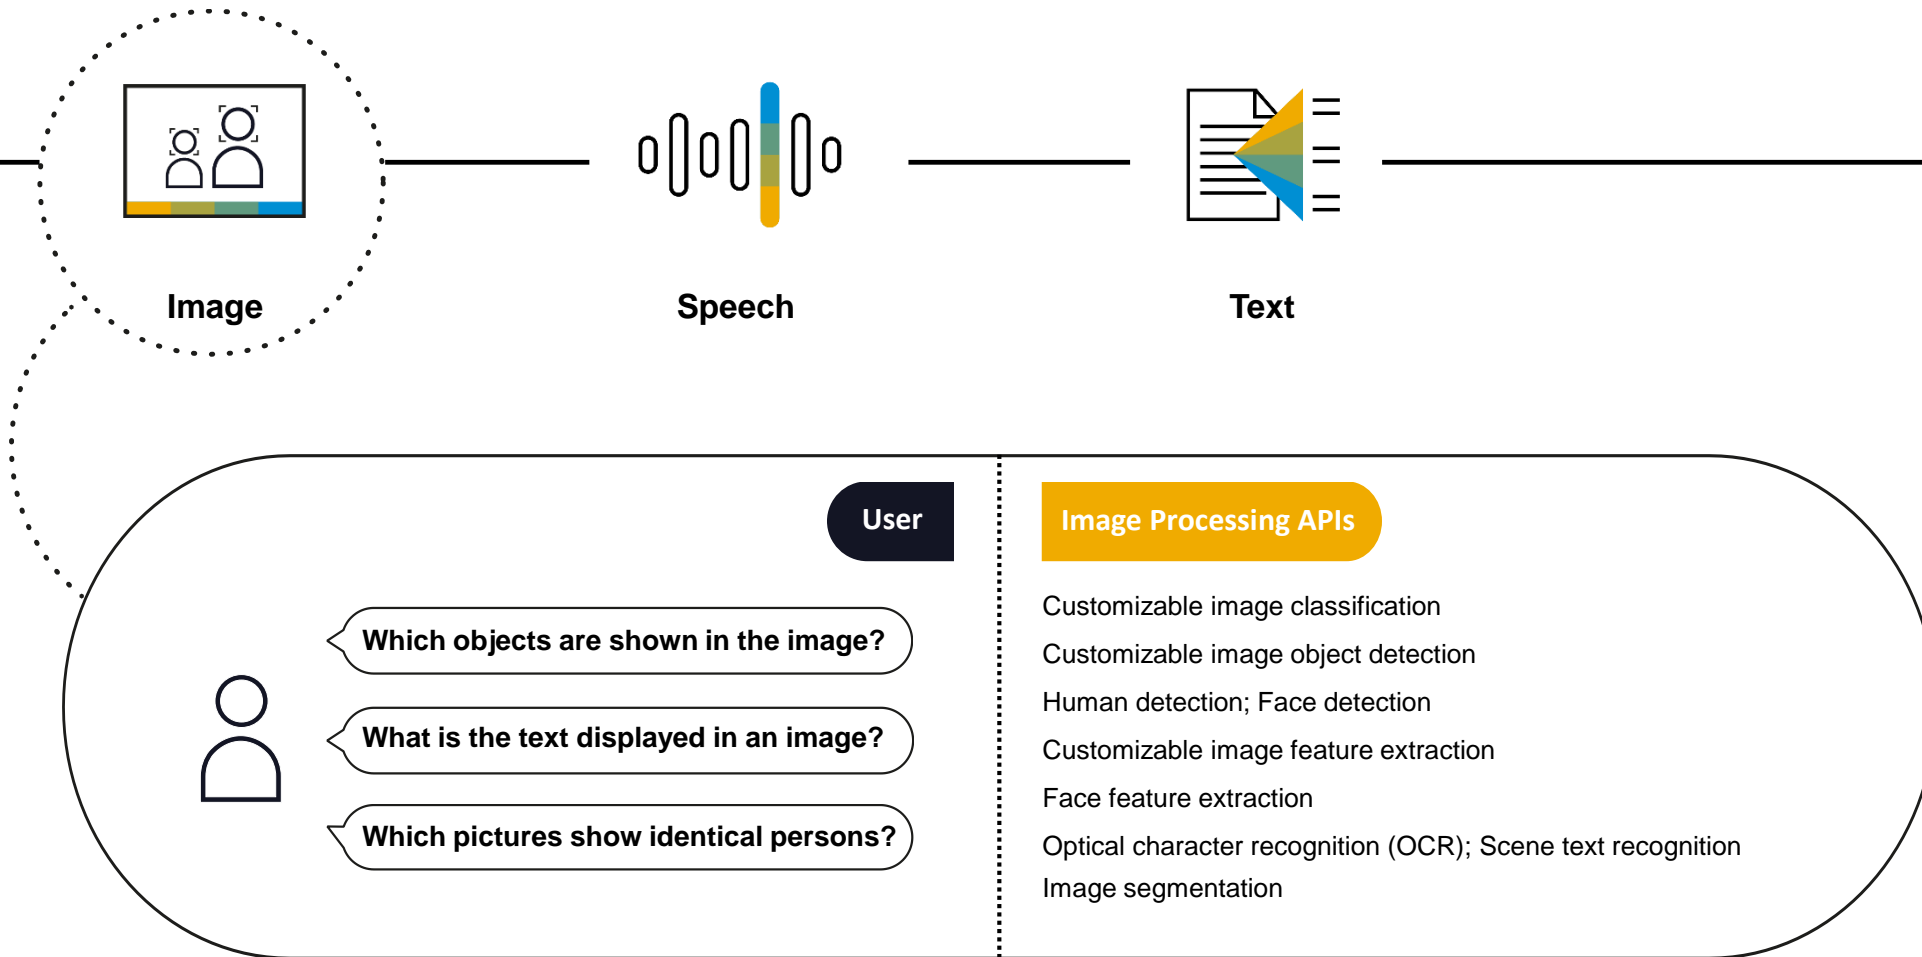 Image
Speech
Text
User
Which objects are shown in the image?
What is the text displayed in an image?
Which pictures show identical persons?
Image Processing APIs
Customizable image classification
Customizable image object detection
Human detection; Face detection
Customizable image feature extraction
Face feature extraction
Optical character recognition (OCR); Scene text recognition
Image segmentation